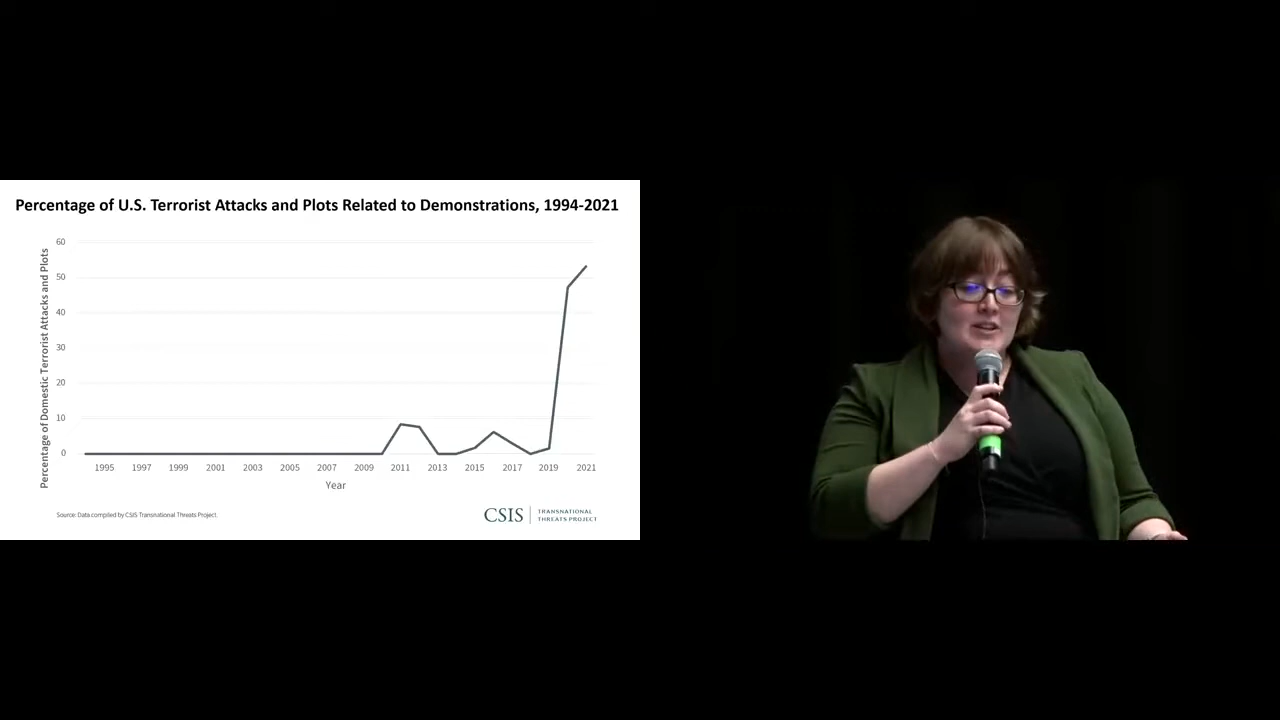 Percentage of U.S. Terrorist Attacks and Plots Related to Demonstrations, 1994-2021
Percentage of Domestic Terrorist Attacks and Plots
60
50
40
30
20
10
0
1995 1997 1999 2001 2003 2005 2007 2009 2011 2013 2015 2017 2019 2021
Year
Source: Data compiled by CSIS Transnational Threats Project.
CSIS
TRANSNATIONAL
THREATS PROJECT